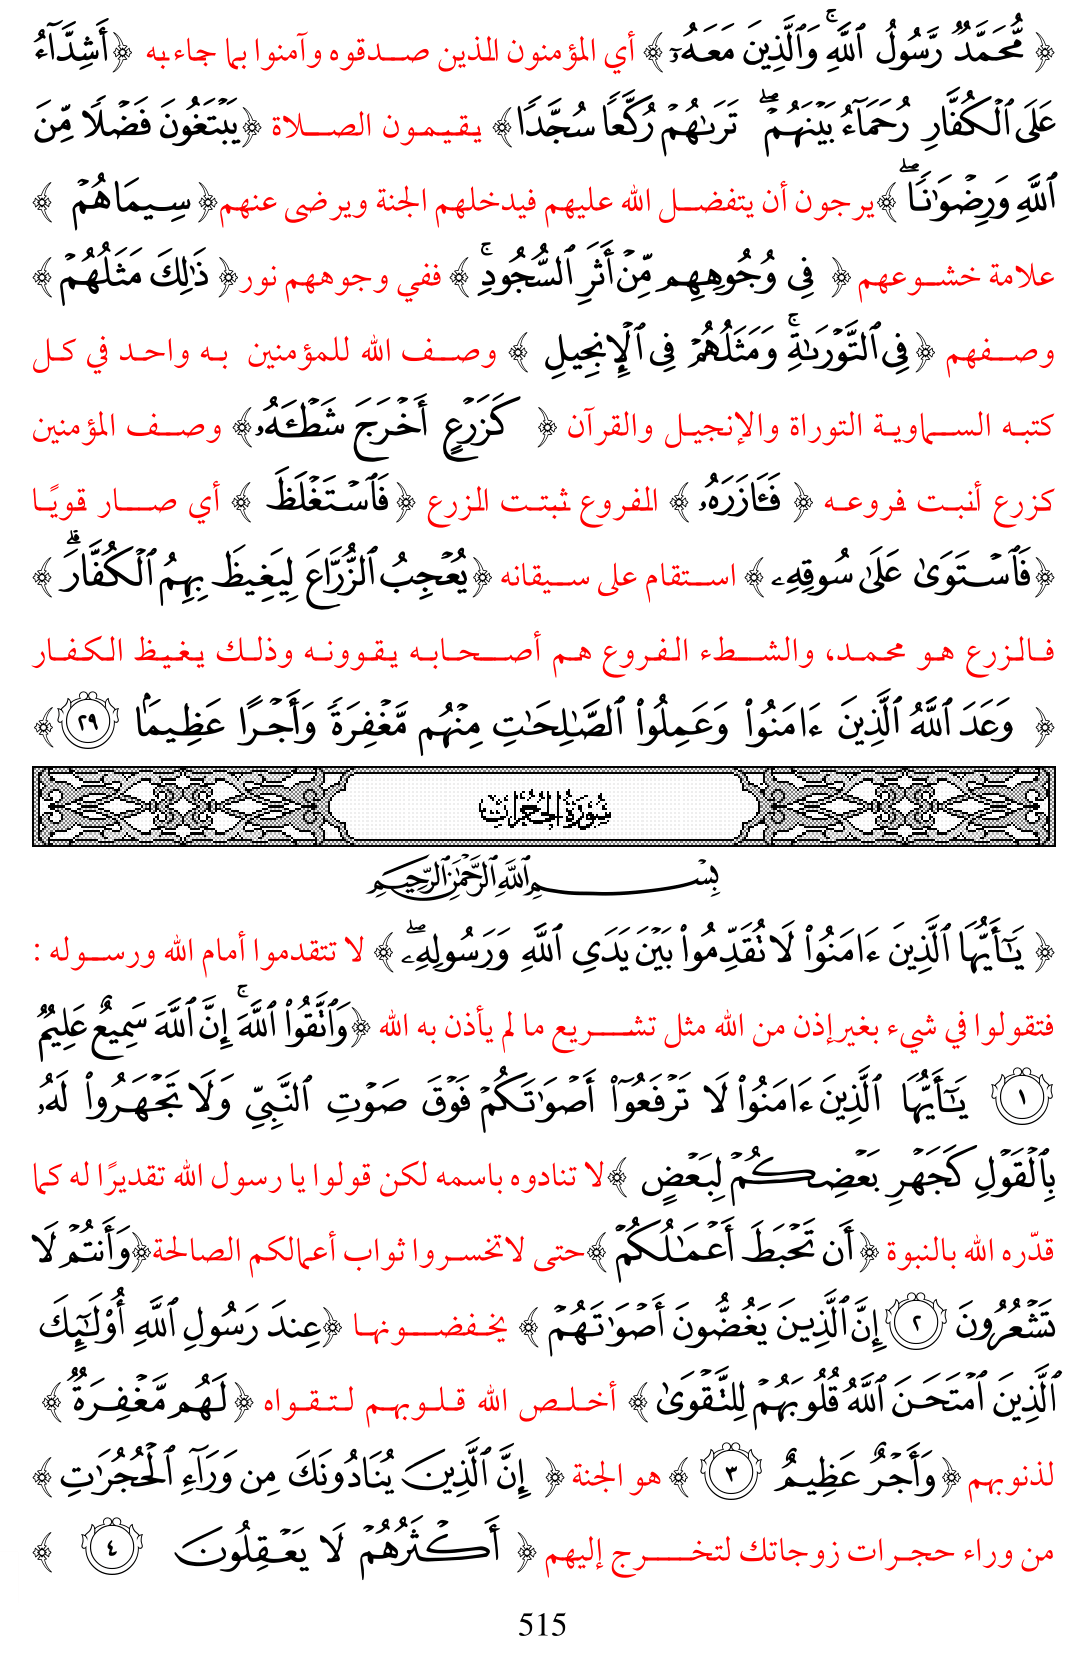 ﴿ مُّحَمَّدٌ رَّسُولُ ٱللَّهِۚ وَٱلَّذِينَ مَعَهُۥٓ ﴾ أي المؤمنون الذين صدقوه وآمنوا بما جاء به ﴿أَشِدَّآءُ
عَلَى ٱلۡكُفَّارِ رُحَمَآءُ بَيۡنَهُمۡۖ تَرَىٰهُمۡ رُكَّعٗا سُجَّدٗا﴾ يقيمون الصلاة ﴿يَبۡتَغُونَ فَضۡلٗا مِّنَ
ٱللَّهِ وَرِضۡوَٰنٗاۖ ﴾يرجون أن يتفضل الله عليهم فيدخلهم الجنة ويرضى عنهم﴿ سِيمَاهُمۡ ﴾
علامة خشوعهم ﴿ فِي وُجُوهِهِم مِّنۡ أَثَرِ ٱلسُّجُودِۚ ﴾ ففي وجوههم نور﴿ ذَٰلِكَ مَثَلُهُمۡ ﴾
وصفهم ﴿فِي ٱلتَّوۡرَىٰةِۚ وَمَثَلُهُمۡ فِي ٱلۡإِنجِيلِ ﴾ وصف الله للمؤمنين به واحد في كل
كتبه السماوية التوراة والإنجيل والقرآن ﴿ كَزَرۡعٍ أَخۡرَجَ شَطۡـَٔهُۥ﴾ وصف المؤمنين
كزرع أنبت فروعه ﴿ فَـَٔازَرَهُۥ ﴾ الفروع ثبتت الزرع ﴿فَٱسۡتَغۡلَظَ ﴾ أي صار قويًا
﴿فَٱسۡتَوَىٰ عَلَىٰ سُوقِهِۦ ﴾ استقام على سيقانه ﴿يُعۡجِبُ ٱلزُّرَّاعَ لِيَغِيظَ بِهِمُ ٱلۡكُفَّارَۗ ﴾
فالزرع هو محمد، والشطء الفروع هم أصحابه يقوونه وذلك يغيظ الكفار
﴿ وَعَدَ ٱللَّهُ ٱلَّذِينَ ءَامَنُواْ وَعَمِلُواْ ٱلصَّٰلِحَٰتِ مِنۡهُم مَّغۡفِرَةٗ وَأَجۡرًا عَظِيمَۢا ٢٩ ﴾
سُورَةُ الحُجُرَاتِ
بِسۡمِ ٱللَّهِ ٱلرَّحۡمَٰنِ ٱلرَّحِيمِ
﴿ يَٰٓأَيُّهَا ٱلَّذِينَ ءَامَنُواْ لَا تُقَدِّمُواْ بَيۡنَ يَدَيِ ٱللَّهِ وَرَسُولِهِۦۖ ﴾ لا تتقدموا أمام الله ورسوله :
فتقولوا في شيء بغير إذن من الله مثل تشريع ما لم يأذن به الله ﴿وَٱتَّقُواْ ٱللَّهَۚ إِنَّ ٱللَّهَ سَمِيعٌ عَلِيمٞ
١ يَٰٓأَيُّهَا ٱلَّذِينَ ءَامَنُواْ لَا تَرۡفَعُوٓاْ أَصۡوَٰتَكُمۡ فَوۡقَ صَوۡتِ ٱلنَّبِيِّ وَلَا تَجۡهَرُواْ لَهُۥ
بِٱلۡقَوۡلِ كَجَهۡرِ بَعۡضِكُمۡ لِبَعۡضٍ ﴾لا تنادوه باسمه لكن قولوا يا رسول الله تقديرًا له كما
قدّره الله بالنبوة ﴿أَن تَحۡبَطَ أَعۡمَٰلُكُمۡ ﴾حتى لا تخسروا ثواب أعمالكم الصالحة﴿وَأَنتُمۡ لَا
تَشۡعُرُونَ ٢ إِنَّ ٱلَّذِينَ يَغُضُّونَ أَصۡوَٰتَهُمۡ ﴾ يخفضونها ﴿عِندَ رَسُولِ ٱللَّهِ أُوْلَٰٓئِكَ
ٱلَّذِينَ ٱمۡتَحَنَ ٱللَّهُ قُلُوبَهُمۡ لِلتَّقۡوَىٰ ﴾ أخلص الله قلوبهم لتقواه ﴿لَهُم مَّغۡفِرَةٞ ﴾
لذنوبهم ﴿وَأَجۡرٌ عَظِيمٌ ٣ ﴾ هو الجنة ﴿ إِنَّ ٱلَّذِينَ يُنَادُونَكَ مِن وَرَآءِ ٱلۡحُجُرَٰتِ ﴾
من وراء حجرات زوجاتك لتخرج إليهم ﴿ أَكۡثَرُهُمۡ لَا يَعۡقِلُونَ ٤ ﴾
515